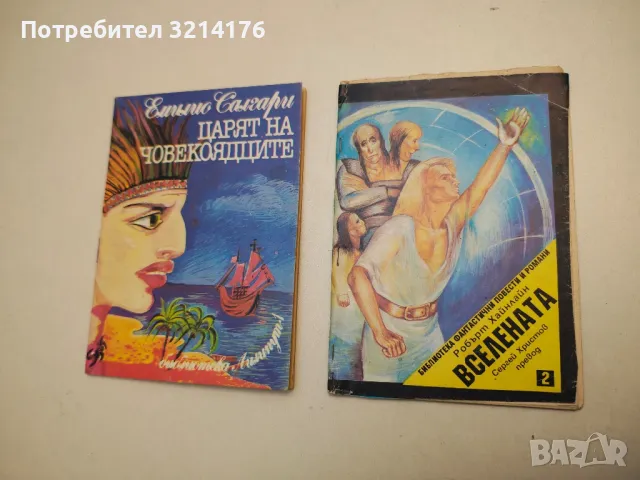 Потребител 3214176
Емилио Салгари
ЦАРЯТ НА
ЧОВЕКОЯДЦИТЕ
библиотека
БИБЛИОТЕКА ФАНТАСТИЧНИ ПОВЕСТИ И РОМАНИ
Робърт Хайнлайн
ВСЕЛЕНАТА
Сергей Христов
превод
2
BAZAR
bg